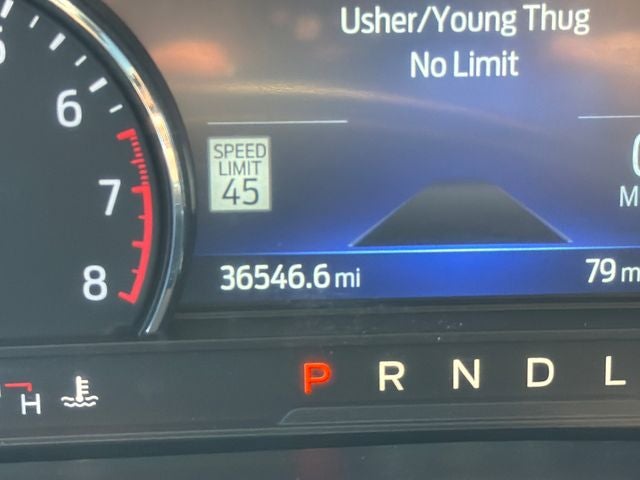 Usher/Young Thug
No Limit
6
SPEED
LIMIT
45
7
8
36546.6 mi
79 m
H
P R N D L